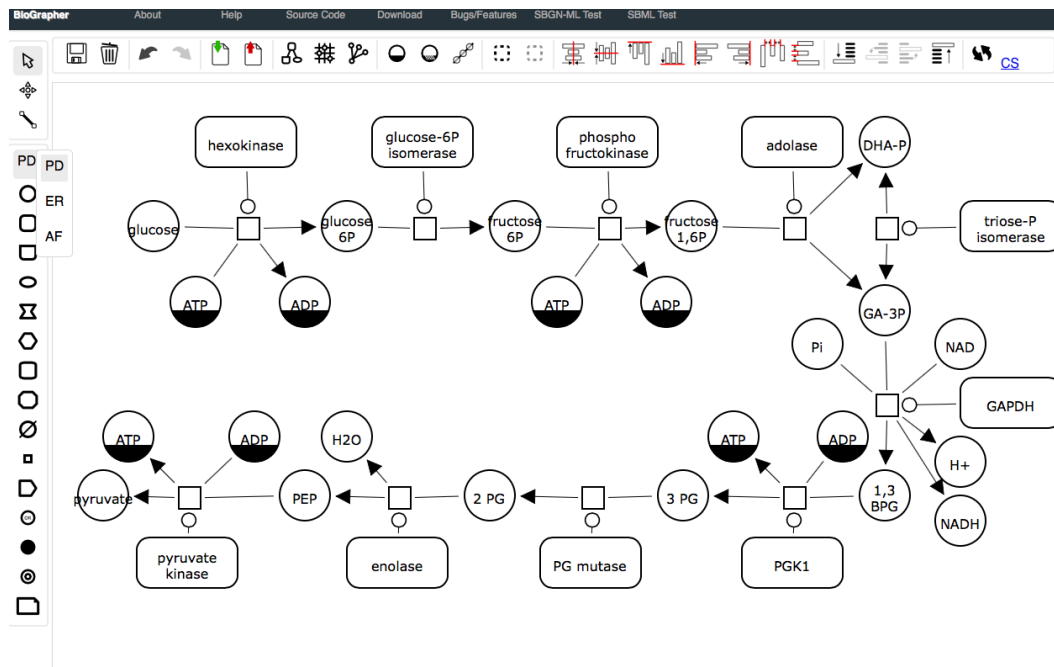 BioGrapher About Help Source Code Download Bugs/Features SBGN-ML Test SBML Test
CS
PD
PD
ER
AF
hexokinase
glucose-6P
isomerase
phospho
fructokinase
adolase
DHA-P
glucose
glucose
6P
fructose
6P
fructose
1,6P
triose-P
isomerase
ATP
ADP
ATP
ADP
GA-3P
Pi
NAD
GAPDH
ATP
ADP
H2O
ATP
ADP
H+
pyruvate
PEP
2 PG
3 PG
1,3
BPG
NADH
pyruvate
kinase
enolase
PG mutase
PGK1